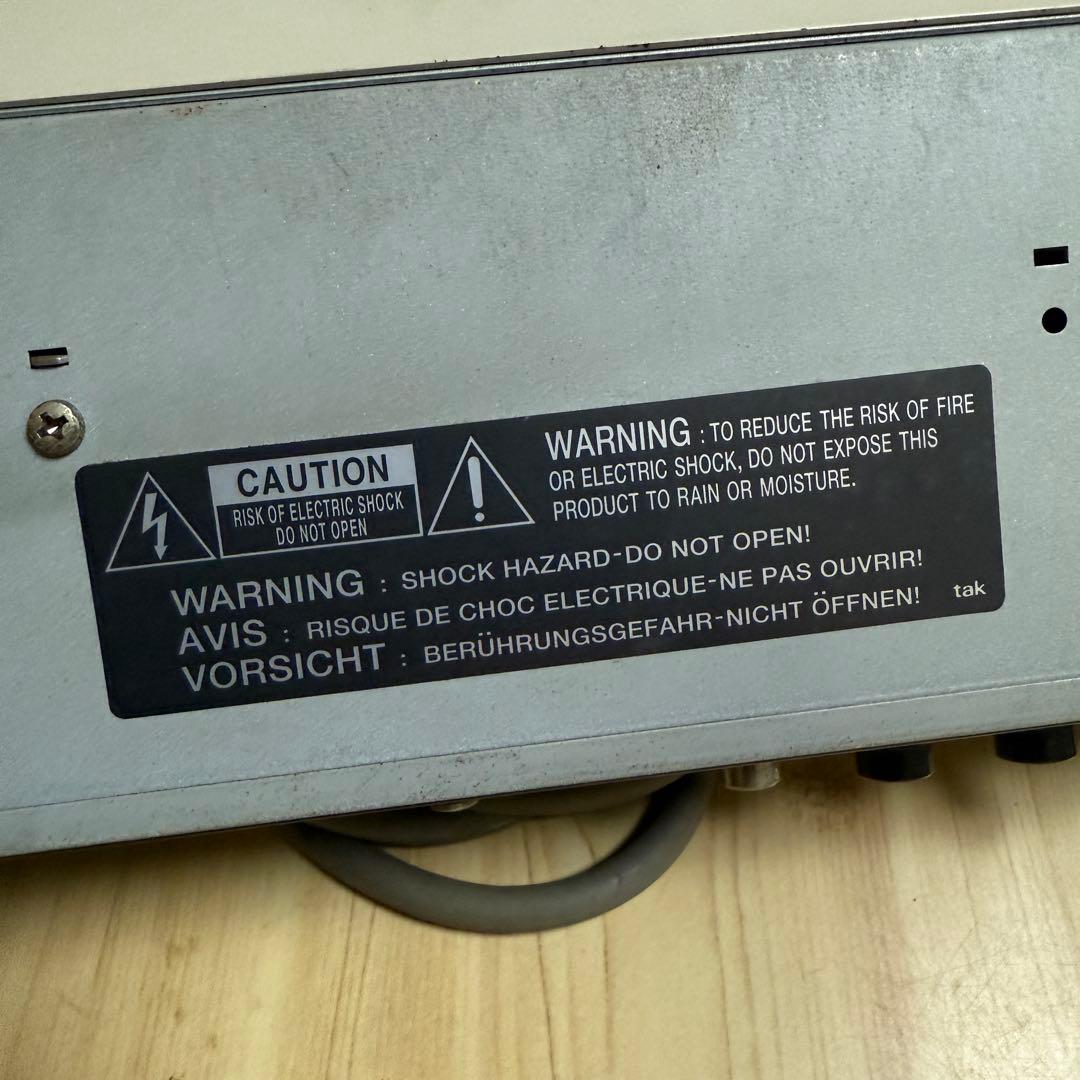 CAUTION
RISK OF ELECTRIC SHOCK
DO NOT OPEN
WARNING : TO REDUCE THE RISK OF FIRE
OR ELECTRIC SHOCK, DO NOT EXPOSE THIS
PRODUCT TO RAIN OR MOISTURE.
WARNING : SHOCK HAZARD-DO NOT OPEN!
AVIS : RISQUE DE CHOC ELECTRIQUE-NE PAS OUVRIR!
VORSICHT : BERÜHRUNGSGEFAHR-NICHT ÖFFNEN!
tak